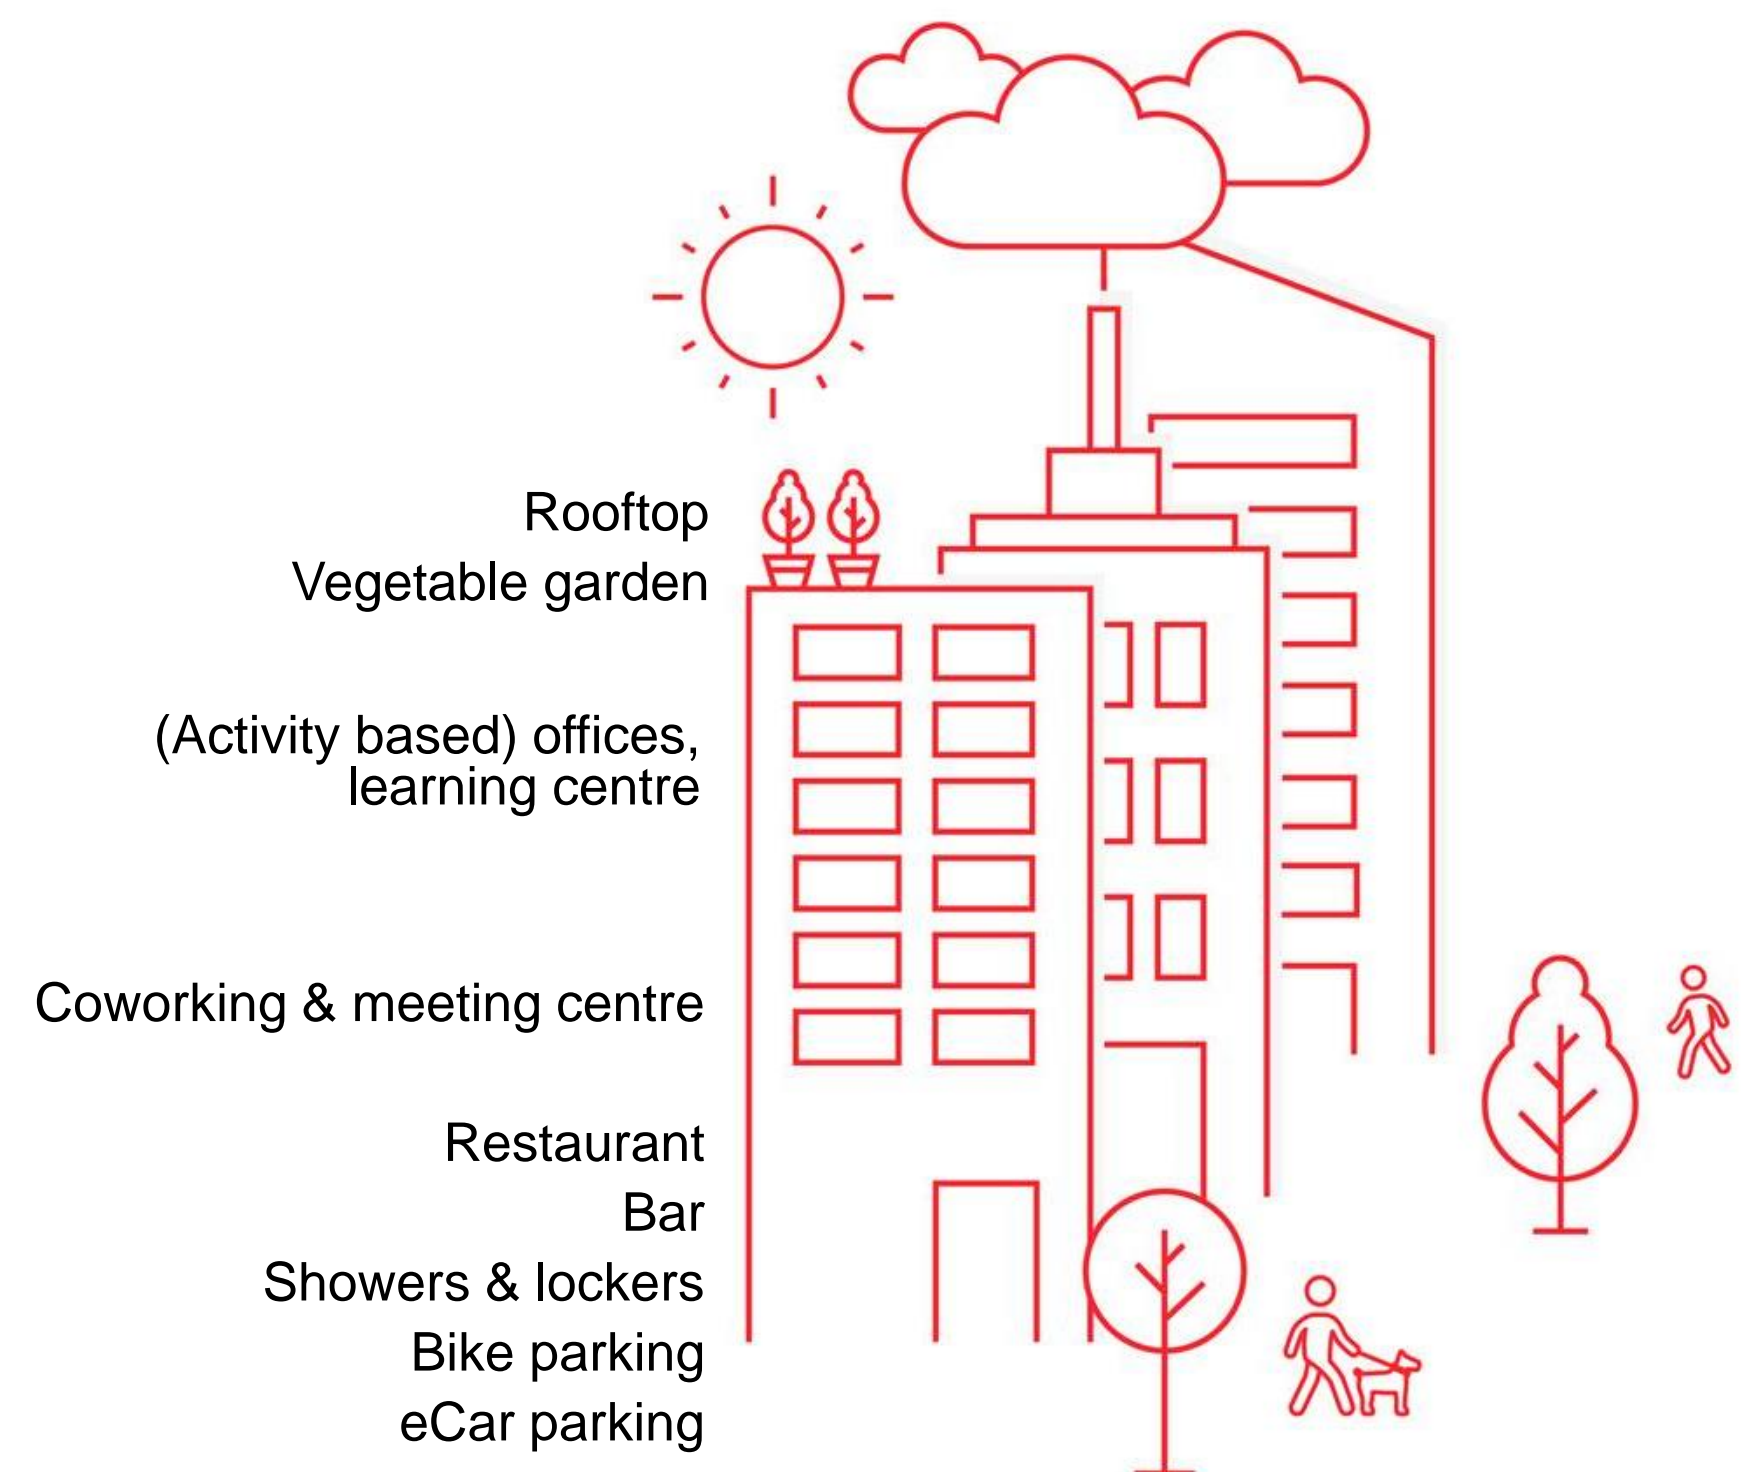 Rooftop
Vegetable garden
(Activity based) offices,
learning centre
Coworking & meeting centre
Restaurant
Bar
Showers & lockers
Bike parking
eCar parking